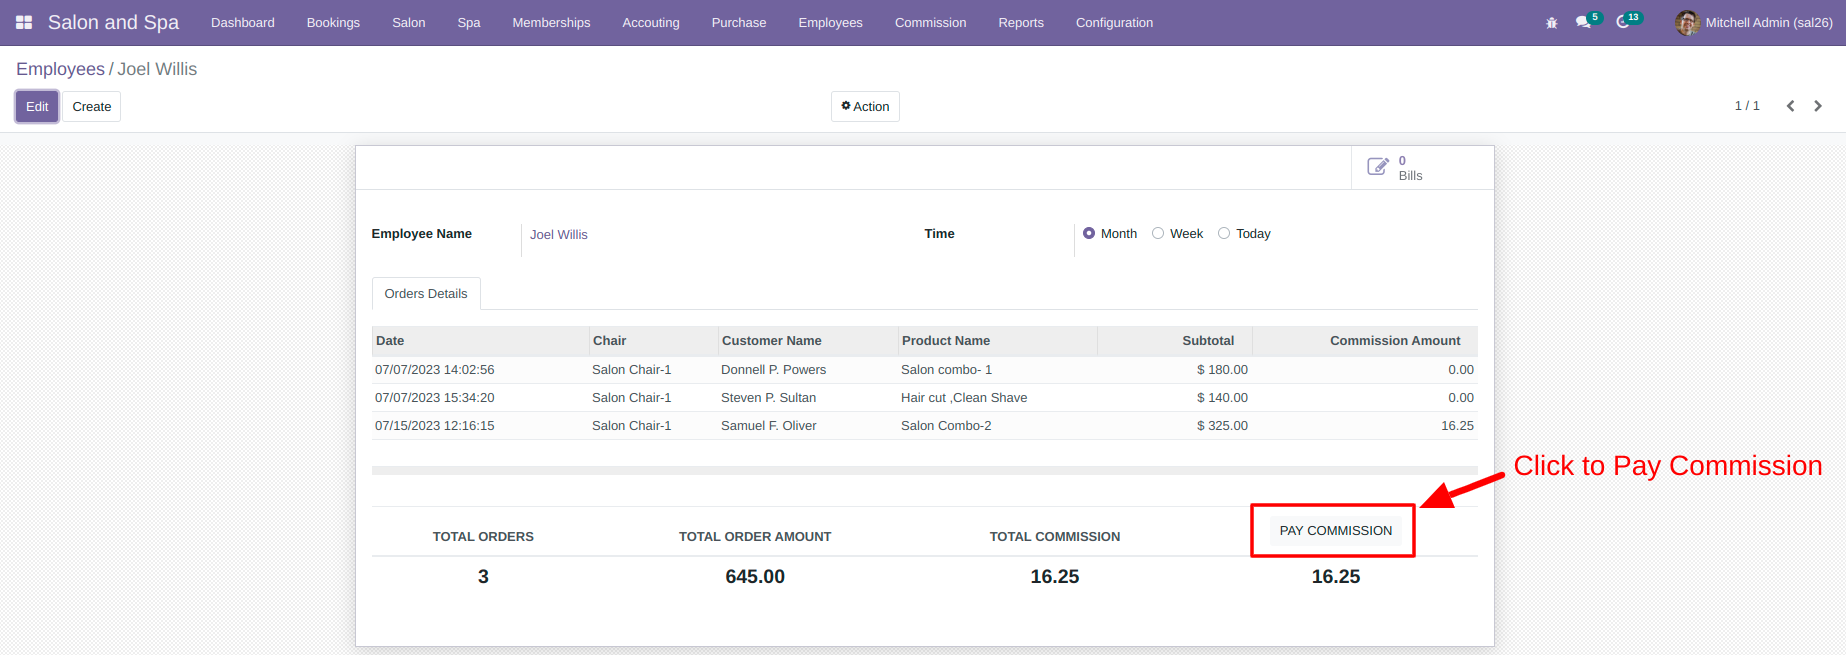 Salon and Spa Dashboard Bookings Salon Spa Memberships Accouting Purchase Employees Commission Reports Configuration 5 13 Mitchell Admin (sal26)
Employees / Joel Willis
Edit Create Action 1 / 1
0
Bills
Employee Name Joel Willis Time Month Week Today
Orders Details
Date Chair Customer Name Product Name Subtotal Commission Amount
07/07/2023 14:02:56 Salon Chair-1 Donnell P. Powers Salon combo- 1 $ 180.00 0.00
07/07/2023 15:34:20 Salon Chair-1 Steven P. Sultan Hair cut ,Clean Shave $ 140.00 0.00
07/15/2023 12:16:15 Salon Chair-1 Samuel F. Oliver Salon Combo-2 $ 325.00 16.25
Click to Pay Commission
TOTAL ORDERS TOTAL ORDER AMOUNT TOTAL COMMISSION PAY COMMISSION
3 645.00 16.25 16.25